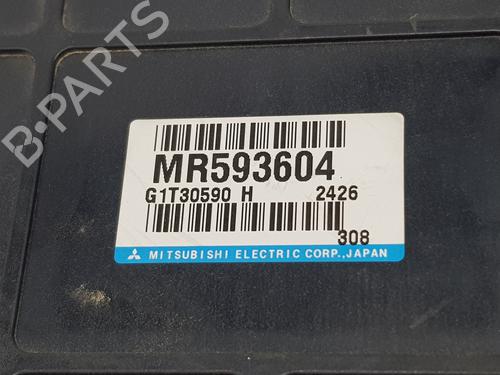 B-PARTS
MR593604
G1T30590 H 2426
308
MITSUBISHI ELECTRIC CORP.,JAPAN